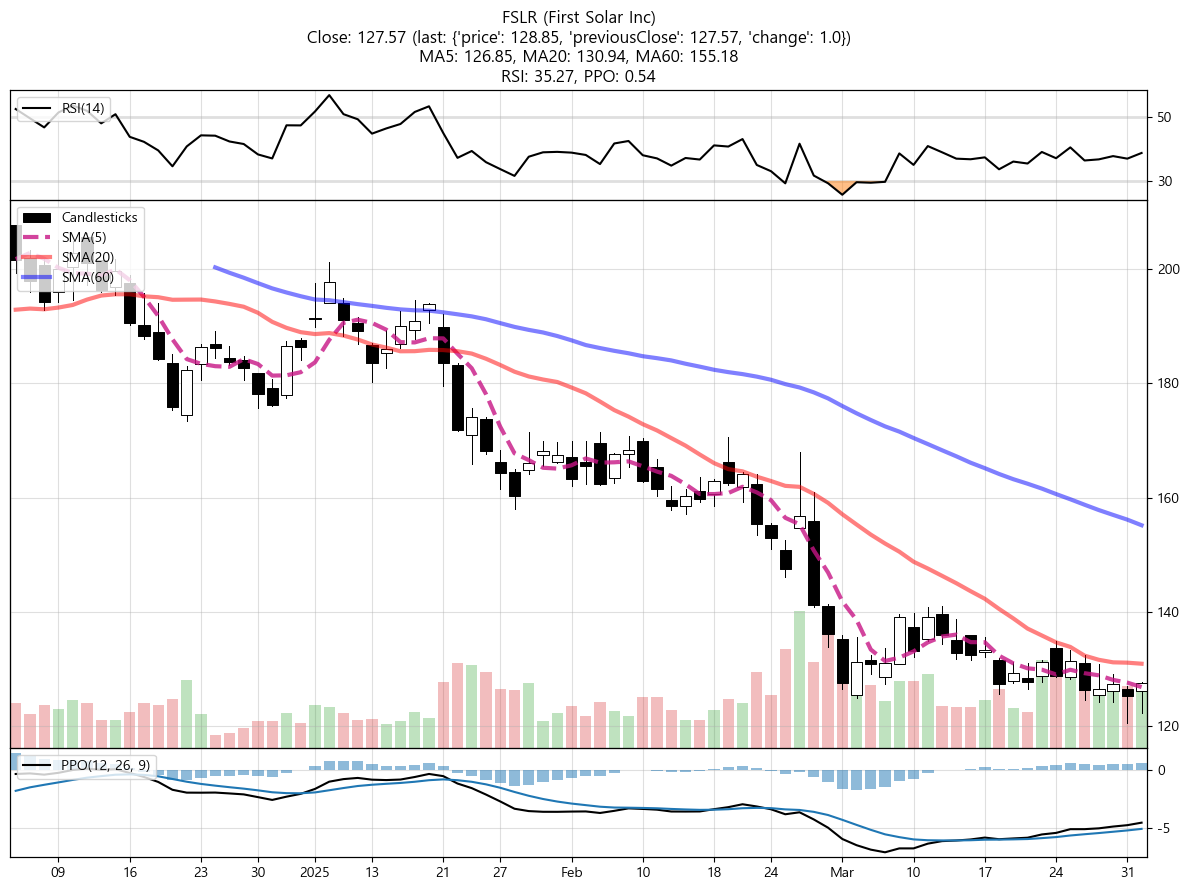 FSLR (First Solar Inc)
Close: 127.57 (last: {'price': 128.85, 'previousClose': 127.57, 'change': 1.0})
MA5: 126.85, MA20: 130.94, MA60: 155.18
RSI: 35.27, PPO: 0.54
RSI(14)
50
30
Candlesticks
SMA(5)
SMA(20)
SMA(60)
200
180
160
140
120
PPO(12, 26, 9)
0
-5
09 16 23 30 2025 13 21 27 Feb 10 18 24 Mar 10 17 24 31